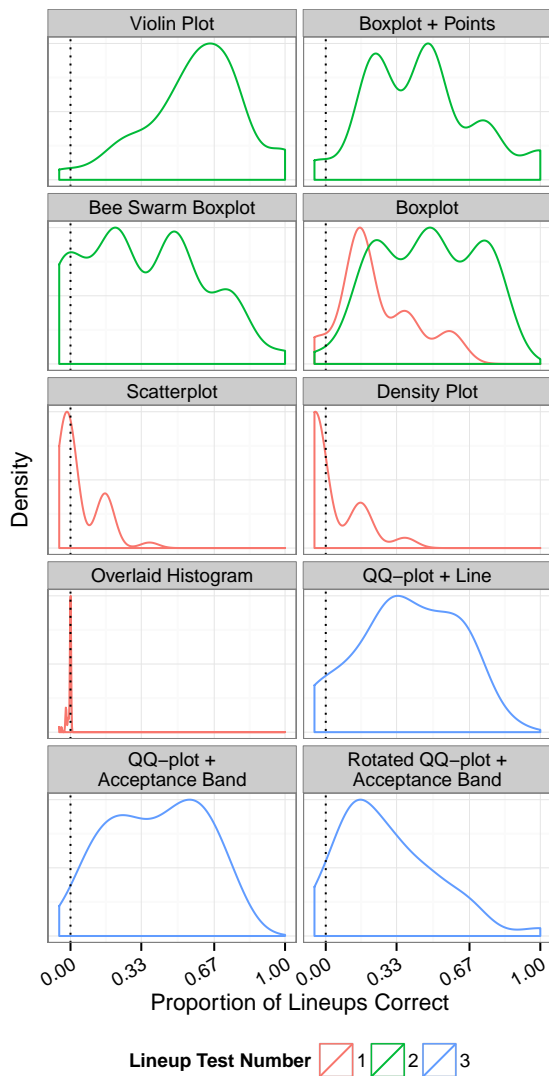 Violin Plot
Boxplot + Points
Bee Swarm Boxplot
Boxplot
Scatterplot
Density Plot
Overlaid Histogram
QQ−plot + Line
QQ−plot +
Acceptance Band
Rotated QQ−plot +
Acceptance Band
Density
0.00
0.33
0.67
1.00
0.00
0.33
0.67
1.00
Proportion of Lineups Correct
Lineup Test Number 1 2 3